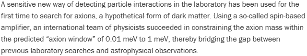 A sensitive new way of detecting particle interactions in the laboratory has been used for the
first time to search for axions, a hypothetical form of dark matter. Using a so-called spin-based
amplifier, an international team of physicists succeeded in constraining the axion mass within
the predicted "axion window" of 0.01 meV to 1 meV, thereby bridging the gap between
previous laboratory searches and astrophysical observations.